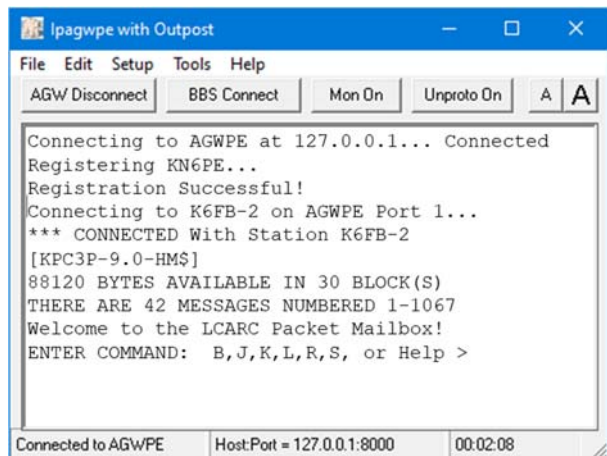 Ipagwpe with Outpost
File Edit Setup Tools Help
AGW Disconnect BBS Connect Mon On Unproto On A A
Connecting to AGWPE at 127.0.0.1... Connected
Registering KN6PE...
Registration Successful!
Connecting to K6FB-2 on AGWPE Port 1...
*** CONNECTED With Station K6FB-2
[KPC3P-9.0-HM$]
88120 BYTES AVAILABLE IN 30 BLOCK(S)
THERE ARE 42 MESSAGES NUMBERED 1-1067
Welcome to the LCARC Packet Mailbox!
ENTER COMMAND:  B,J,K,L,R,S, or Help >
Connected to AGWPE Host:Port = 127.0.0.1:8000 00:02:08